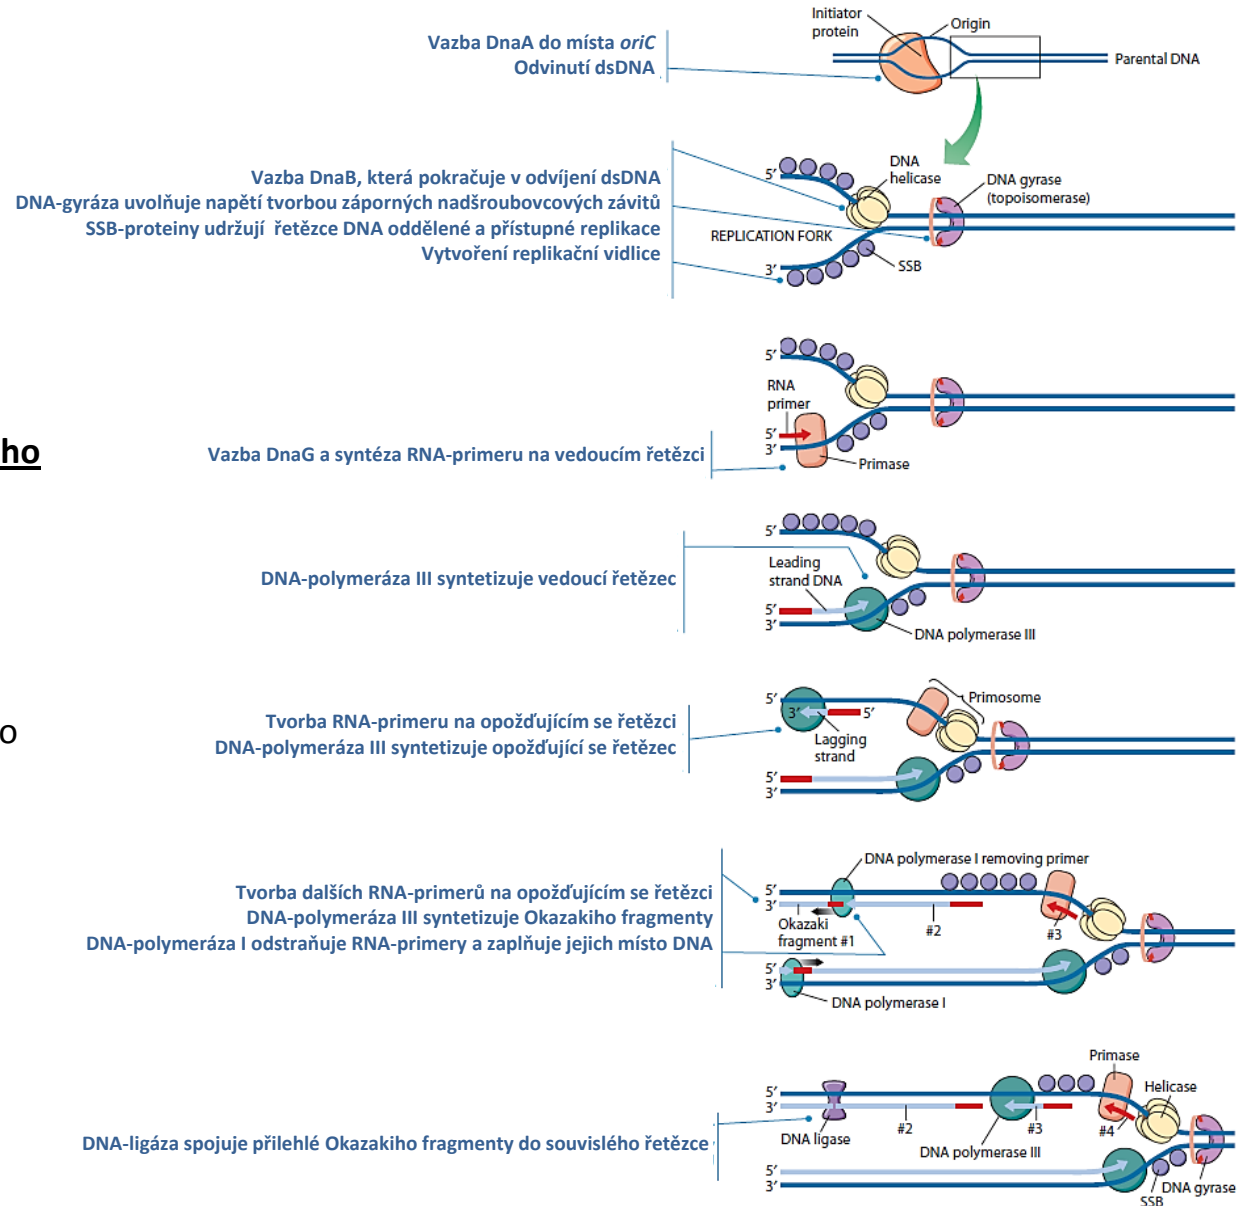 Initiator
protein
Origin
Parental DNA
Vazba DnaA do místa oriC
Odvinutí dsDNA
DNA
helicase
DNA gyrase
(topoisomerase)
5′
REPLICATION FORK
3′
SSB
Vazba DnaB, která pokračuje v odvíjení dsDNA
DNA-gyráza uvolňuje napětí tvorbou záporných nadšroubovcových závitů
SSB-proteiny udržují řetězce DNA oddělené a přístupné replikace
Vytvoření replikační vidlice
5′
RNA
primer
5′
3′
Primase
ho
Vazba DnaG a syntéza RNA-primeru na vedoucím řetězci
5′
Leading
strand DNA
5′
3′
DNA polymerase III
DNA-polymeráza III syntetizuje vedoucí řetězec
5′
3′
5′
Primosome
Lagging
strand
5′
3′
o
Tvorba RNA-primeru na opožďujícím se řetězci
DNA-polymeráza III syntetizuje opožďující se řetězec
DNA polymerase I removing primer
5′
3′
Okazaki
fragment #1
#2
#3
5′
3′
DNA polymerase I
Tvorba dalších RNA-primerů na opožďujícím se řetězci
DNA-polymeráza III syntetizuje Okazakiho fragmenty
DNA-polymeráza I odstraňuje RNA-primery a zaplňuje jejich místo DNA
Primase
Helicase
5′
3′
DNA ligase
#2
#3
#4
DNA polymerase III
5′
3′
SSB
DNA gyrase
DNA-ligáza spojuje přilehlé Okazakiho fragmenty do souvislého řetězce